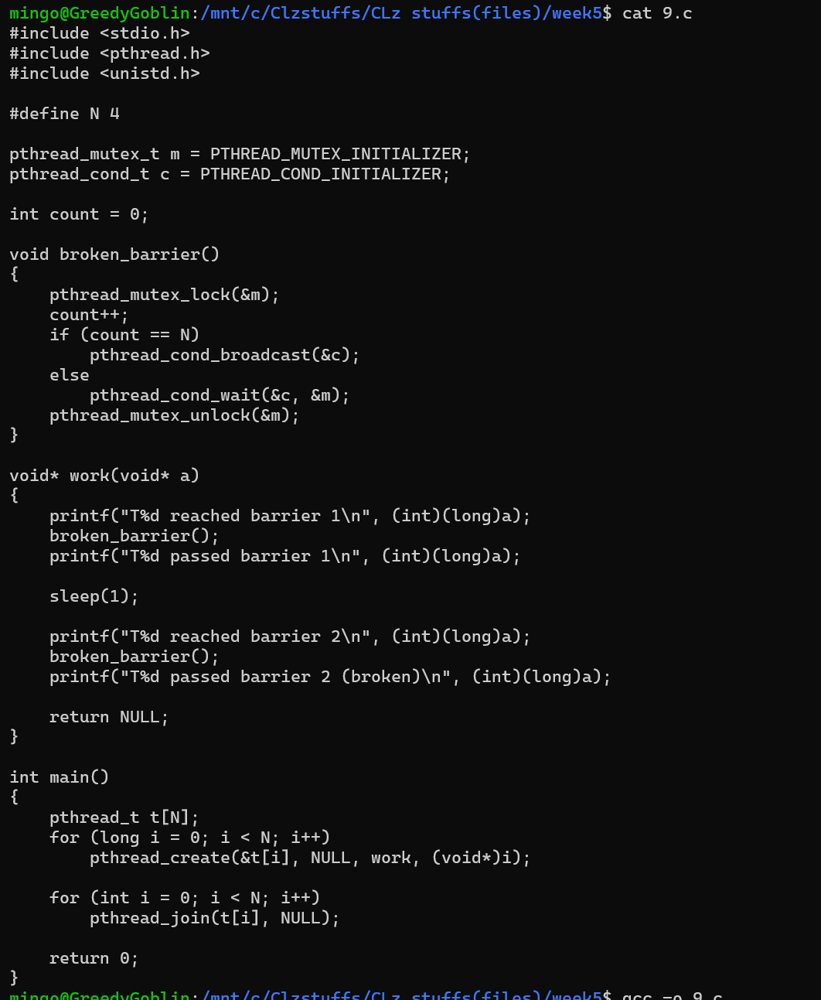 mingo@GreedyGoblin:/mnt/c/Clzstuffs/CLz stuffs(files)/week5$ cat 9.c
#include <stdio.h>
#include <pthread.h>
#include <unistd.h>

#define N 4

pthread_mutex_t m = PTHREAD_MUTEX_INITIALIZER;
pthread_cond_t c = PTHREAD_COND_INITIALIZER;

int count = 0;

void broken_barrier()
{
    pthread_mutex_lock(&m);
    count++;
    if (count == N)
        pthread_cond_broadcast(&c);
    else
        pthread_cond_wait(&c, &m);
    pthread_mutex_unlock(&m);
}

void* work(void* a)
{
    printf("T%d reached barrier 1\n", (int)(long)a);
    broken_barrier();
    printf("T%d passed barrier 1\n", (int)(long)a);

    sleep(1);

    printf("T%d reached barrier 2\n", (int)(long)a);
    broken_barrier();
    printf("T%d passed barrier 2 (broken)\n", (int)(long)a);

    return NULL;
}

int main()
{
    pthread_t t[N];
    for (long i = 0; i < N; i++)
        pthread_create(&t[i], NULL, work, (void*)i);

    for (int i = 0; i < N; i++)
        pthread_join(t[i], NULL);

    return 0;
}
mingo@GreedyGoblin:/mnt/c/Clzstuffs/CLz stuffs(files)/week5$ gcc -o 9 c